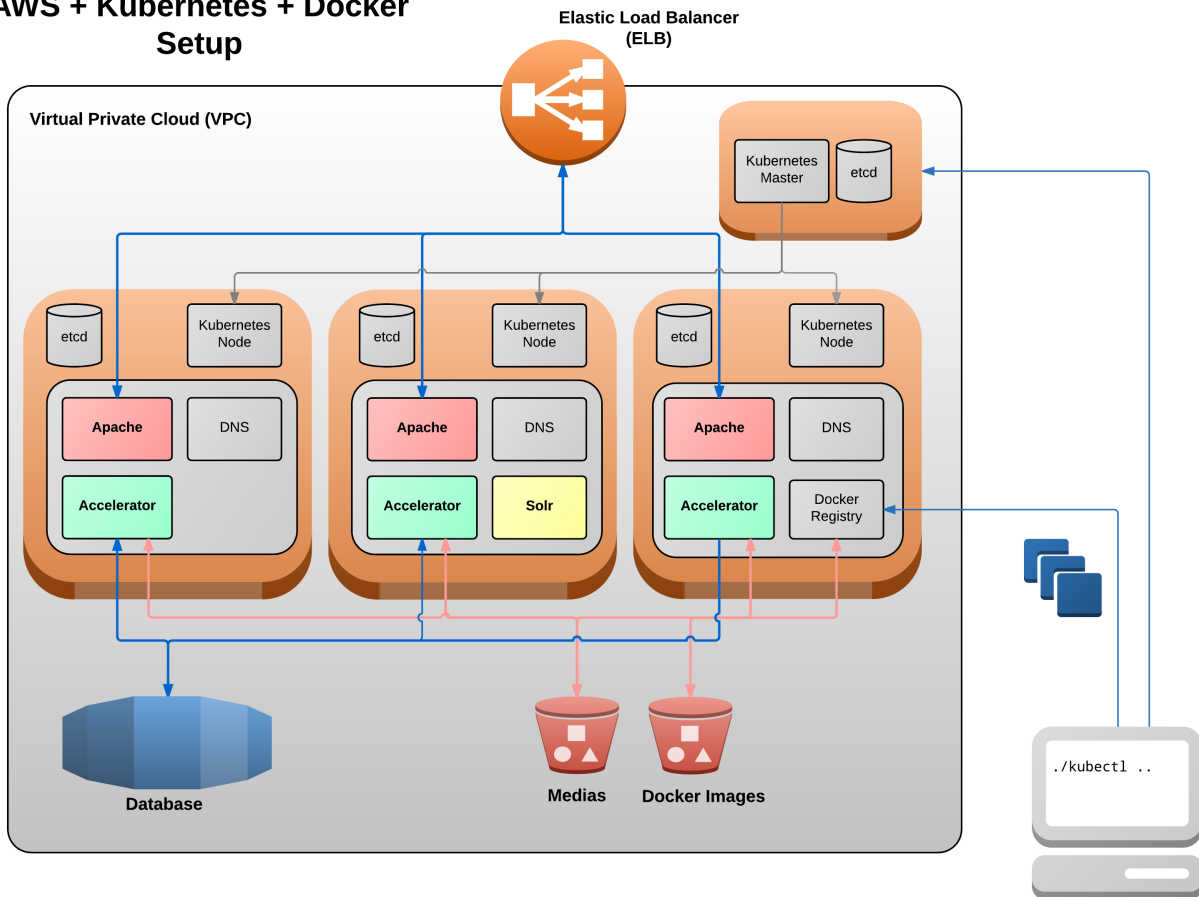 AWS + Kubernetes + Docker
Setup
Elastic Load Balancer
(ELB)
Virtual Private Cloud (VPC)
Kubernetes
Master
etcd
etcd
Kubernetes
Node
etcd
Kubernetes
Node
etcd
Kubernetes
Node
Apache
DNS
Apache
DNS
Apache
DNS
Accelerator
Accelerator
Solr
Accelerator
Docker
Registry
./kubectl ..
Database
Medias
Docker Images